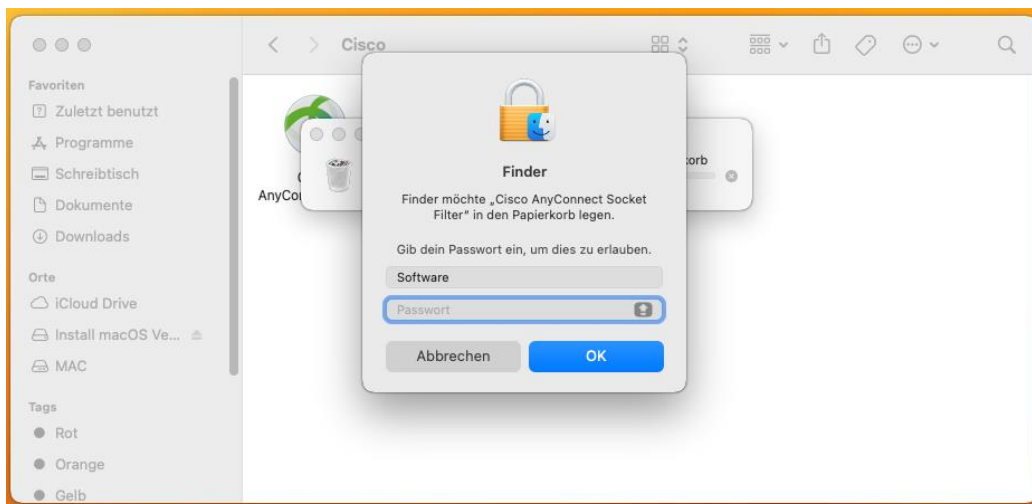 Cisco
Favoriten
Zuletzt benutzt
Programme
Schreibtisch
Dokumente
Downloads
Orte
iCloud Drive
Install macOS Ve...
MAC
Tags
Rot
Orange
Gelb
Finder
Finder möchte „Cisco AnyConnect Socket
Filter“ in den Papierkorb legen.
Gib dein Passwort ein, um dies zu erlauben.
Software
Passwort
Abbrechen
OK